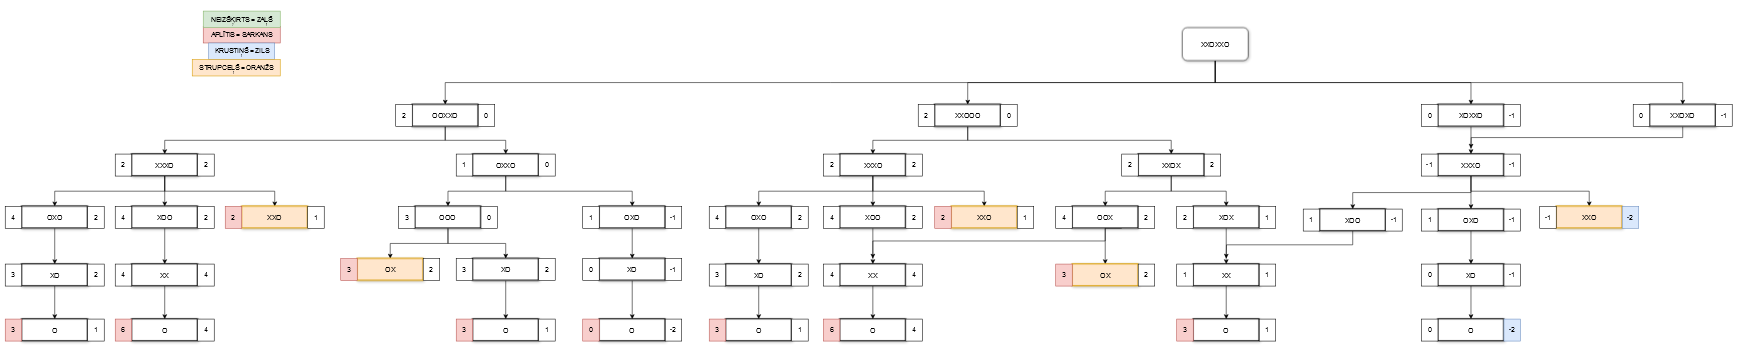 NEIZŠĶIRTS = ZAĻŠ
APLĪTIS = SARKANS
KRUSTIŅŠ = ZILS
STRUPCEĻŠ = ORANŽS
XXOXXO
2 OOXXO 0
2 XXOOO 0
0 XOXXO -1
0 XXOXO -1
2 XXXO 2
1 OXXO 0
2 XXXO 2
2 XXOX 2
-1 XXXO -1
4 OXO 2
4 XOO 2
2 XXO 1
3 OOO 0
1 OXO -1
4 OXO 2
4 XOO 2
2 XXO 1
4 OOX 2
2 XOX 1
1 XOO -1
1 OXO -1
-1 XXO -2
3 XO 2
4 XX 4
3 OX 2
3 XO 2
0 XO -1
3 XO 2
4 XX 4
3 OX 2
1 XX 1
0 XO -1
3 O 1
6 O 4
3 O 1
0 O -2
3 O 1
6 O 4
3 O 1
0 O -2